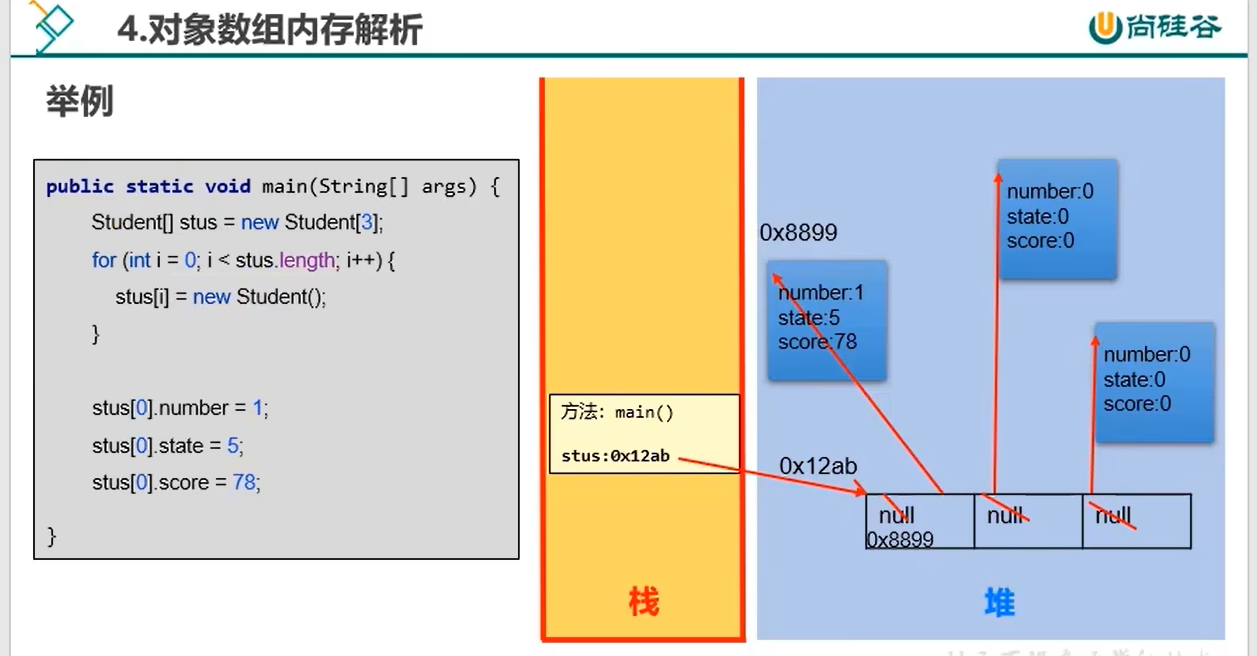 4.对象数组内存解析
尚硅谷
举例
public static void main(String[] args) {
Student[] stus = new Student[3];
for (int i = 0; i < stus.length; i++) {
stus[i] = new Student();
}
stus[0].number = 1;
stus[0].state = 5;
stus[0].score = 78;
}
方法: main()
stus:0x12ab
栈
0x8899
number:1
state:5
score:78
number:0
state:0
score:0
number:0
state:0
score:0
0x12ab
null
0x8899
null
null
堆